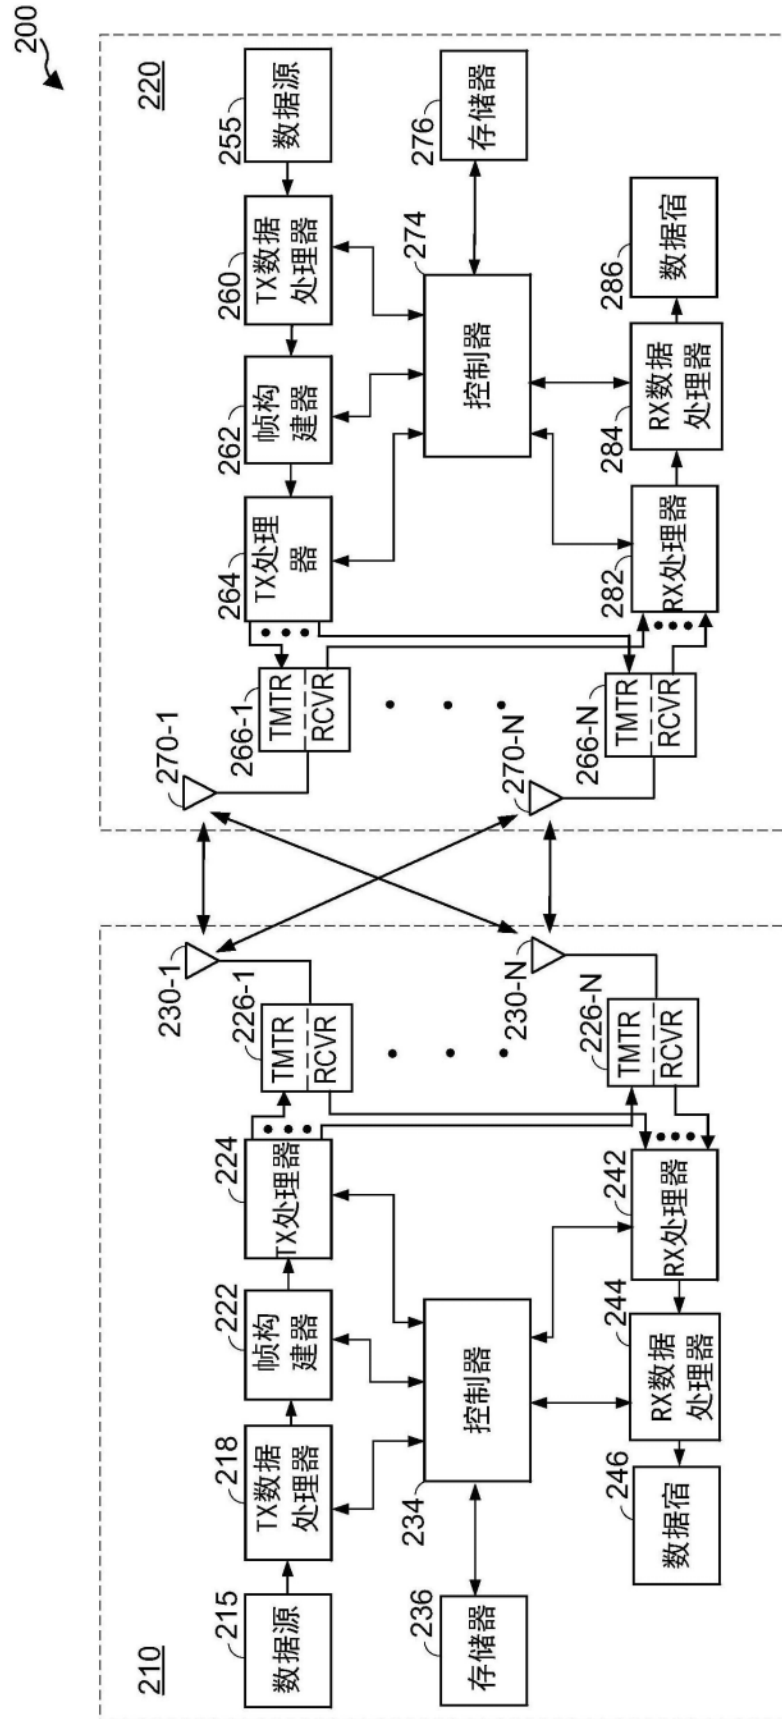 200
210
215
数据源
218
TX数据
处理器
222
帧构
建器
224
TX处理器
226-1
TMTR
RCVR
230-1
234
控制器
236
存储器
226-N
TMTR
RCVR
230-N
242
RX处理器
244
RX数据
处理器
246
数据宿
220
270-1
266-1
TMTR
RCVR
264
TX处理
器
262
帧构
建器
260
TX数据
处理器
255
数据源
274
控制器
276
存储器
270-N
266-N
TMTR
RCVR
282
RX处理器
284
RX数据
处理器
286
数据宿